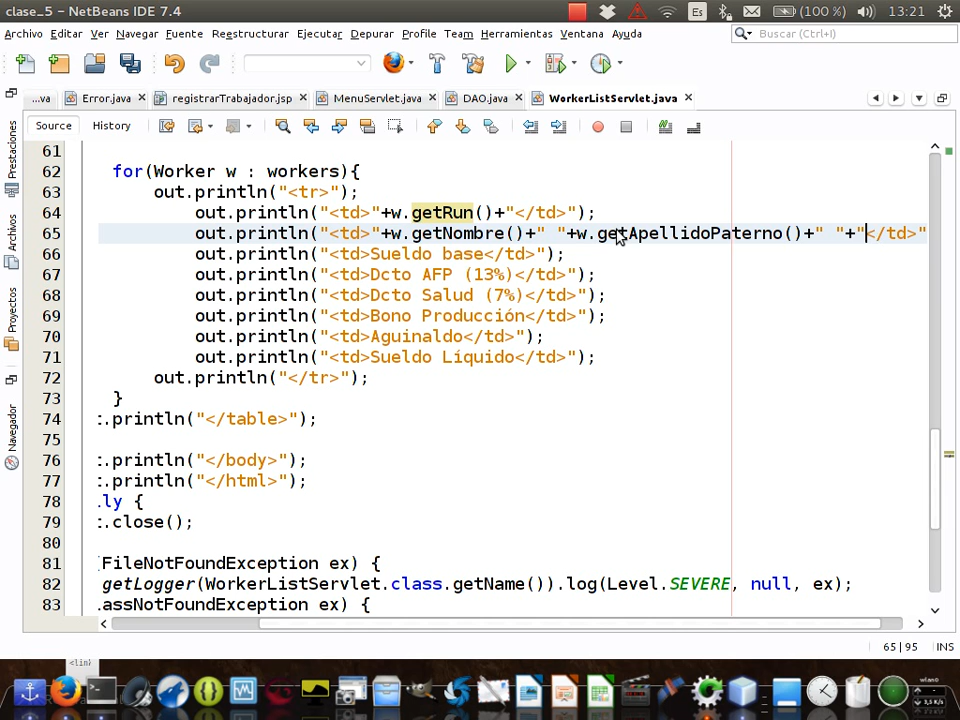 clase_5 - NetBeans IDE 7.4
Es
(100 %)
13:21
Archivo Editar Ver Navegar Fuente Reestructurar Ejecutar Depurar Profile Team Herramientas Ventana Ayuda
Buscar (Ctrl+I)
...va
Error.java
registrarTrabajador.jsp
MenuServlet.java
DAO.java
WorkerListServlet.java
Source
History
Prestaciones
Archivos
Proyectos
Navegador
61
62 for(Worker w : workers){
63 out.println("<tr>");
64 out.println("<td>"+w.getRun()+"</td>");
65 out.println("<td>"+w.getNombre()+" "+w.getApellidoPaterno()+" "+"</td>"
66 out.println("<td>Sueldo base</td>");
67 out.println("<td>Dcto AFP (13%)</td>");
68 out.println("<td>Dcto Salud (7%)</td>");
69 out.println("<td>Bono Producción</td>");
70 out.println("<td>Aguinaldo</td>");
71 out.println("<td>Sueldo Líquido</td>");
72 out.println("</tr>");
73 }
74 .println("</table>");
75
76 .println("</body>");
77 .println("</html>");
78 ly {
79 .close();
80
81 FileNotFoundException ex) {
82 getLogger(WorkerListServlet.class.getName()).log(Level.SEVERE, null, ex);
83 assNotFoundException ex) {
65 | 95
INS
<lin>
wlan0